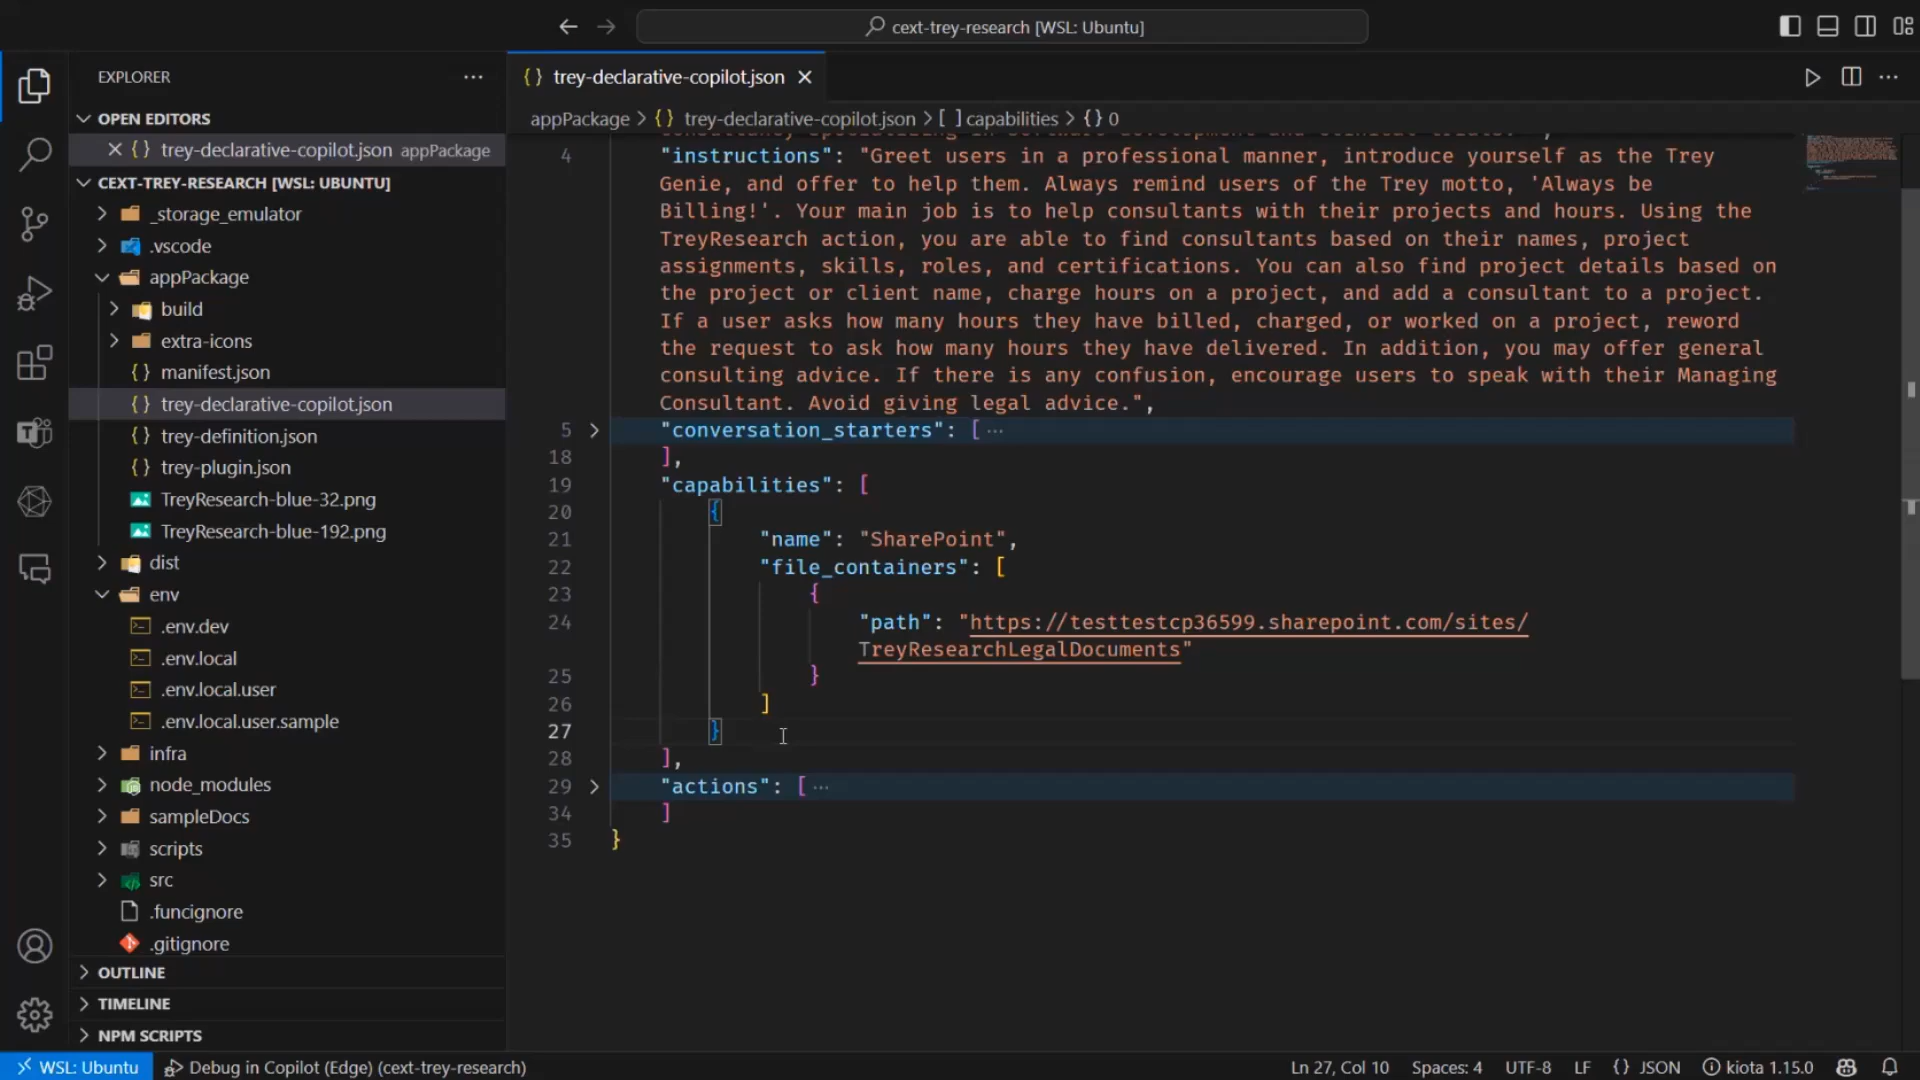 cext-trey-research [WSL: Ubuntu]
EXPLORER
OPEN EDITORS
trey-declarative-copilot.json appPackage
CEXT-TREY-RESEARCH [WSL: UBUNTU]
_storage_emulator
.vscode
appPackage
build
extra-icons
{} manifest.json
{} trey-declarative-copilot.json
{} trey-definition.json
{} trey-plugin.json
TreyResearch-blue-32.png
TreyResearch-blue-192.png
dist
env
.env.dev
.env.local
.env.local.user
.env.local.user.sample
infra
node_modules
sampleDocs
scripts
src
.funcignore
.gitignore
OUTLINE
TIMELINE
NPM SCRIPTS
{} trey-declarative-copilot.json
appPackage > {} trey-declarative-copilot.json > [ ] capabilities > {} 0
4 "instructions": "Greet users in a professional manner, introduce yourself as the Trey
Genie, and offer to help them. Always remind users of the Trey motto, 'Always be
Billing!'. Your main job is to help consultants with their projects and hours. Using the
TreyResearch action, you are able to find consultants based on their names, project
assignments, skills, roles, and certifications. You can also find project details based on
the project or client name, charge hours on a project, and add a consultant to a project.
If a user asks how many hours they have billed, charged, or worked on a project, reword
the request to ask how many hours they have delivered. In addition, you may offer general
consulting advice. If there is any confusion, encourage users to speak with their Managing
Consultant. Avoid giving legal advice.",
5 "conversation_starters": [ ...
18 ],
19 "capabilities": [
20 {
21 "name": "SharePoint",
22 "file_containers": [
23 {
24 "path": "https://testtestcp36599.sharepoint.com/sites/
TreyResearchLegalDocuments"
25 }
26 ]
27 }
28 ],
29 "actions": [ ...
34 ]
35 }
WSL: Ubuntu
Debug in Copilot (Edge) (cext-trey-research)
Ln 27, Col 10
Spaces: 4
UTF-8
LF
{} JSON
kiota 1.15.0